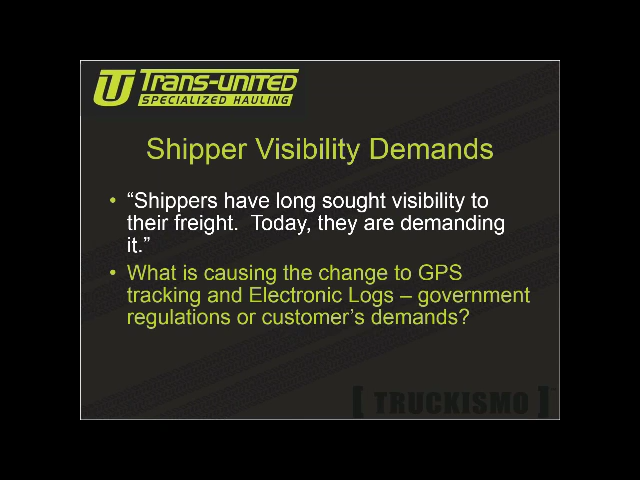 Trans-united
SPECIALIZED HAULING
Shipper Visibility Demands
• “Shippers have long sought visibility to
their freight.  Today, they are demanding
it.”
• What is causing the change to GPS
tracking and Electronic Logs – government
regulations or customer’s demands?
[ TRUCKISMO ]